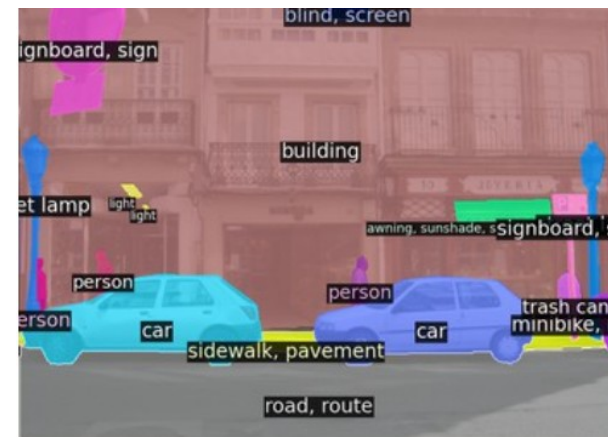 blind, screen
ignboard, sign
building
et lamp
light
light
awning, sunshade, s
signboard, s
person
person
erson
trash can
minibike,
car
car
sidewalk, pavement
road, route